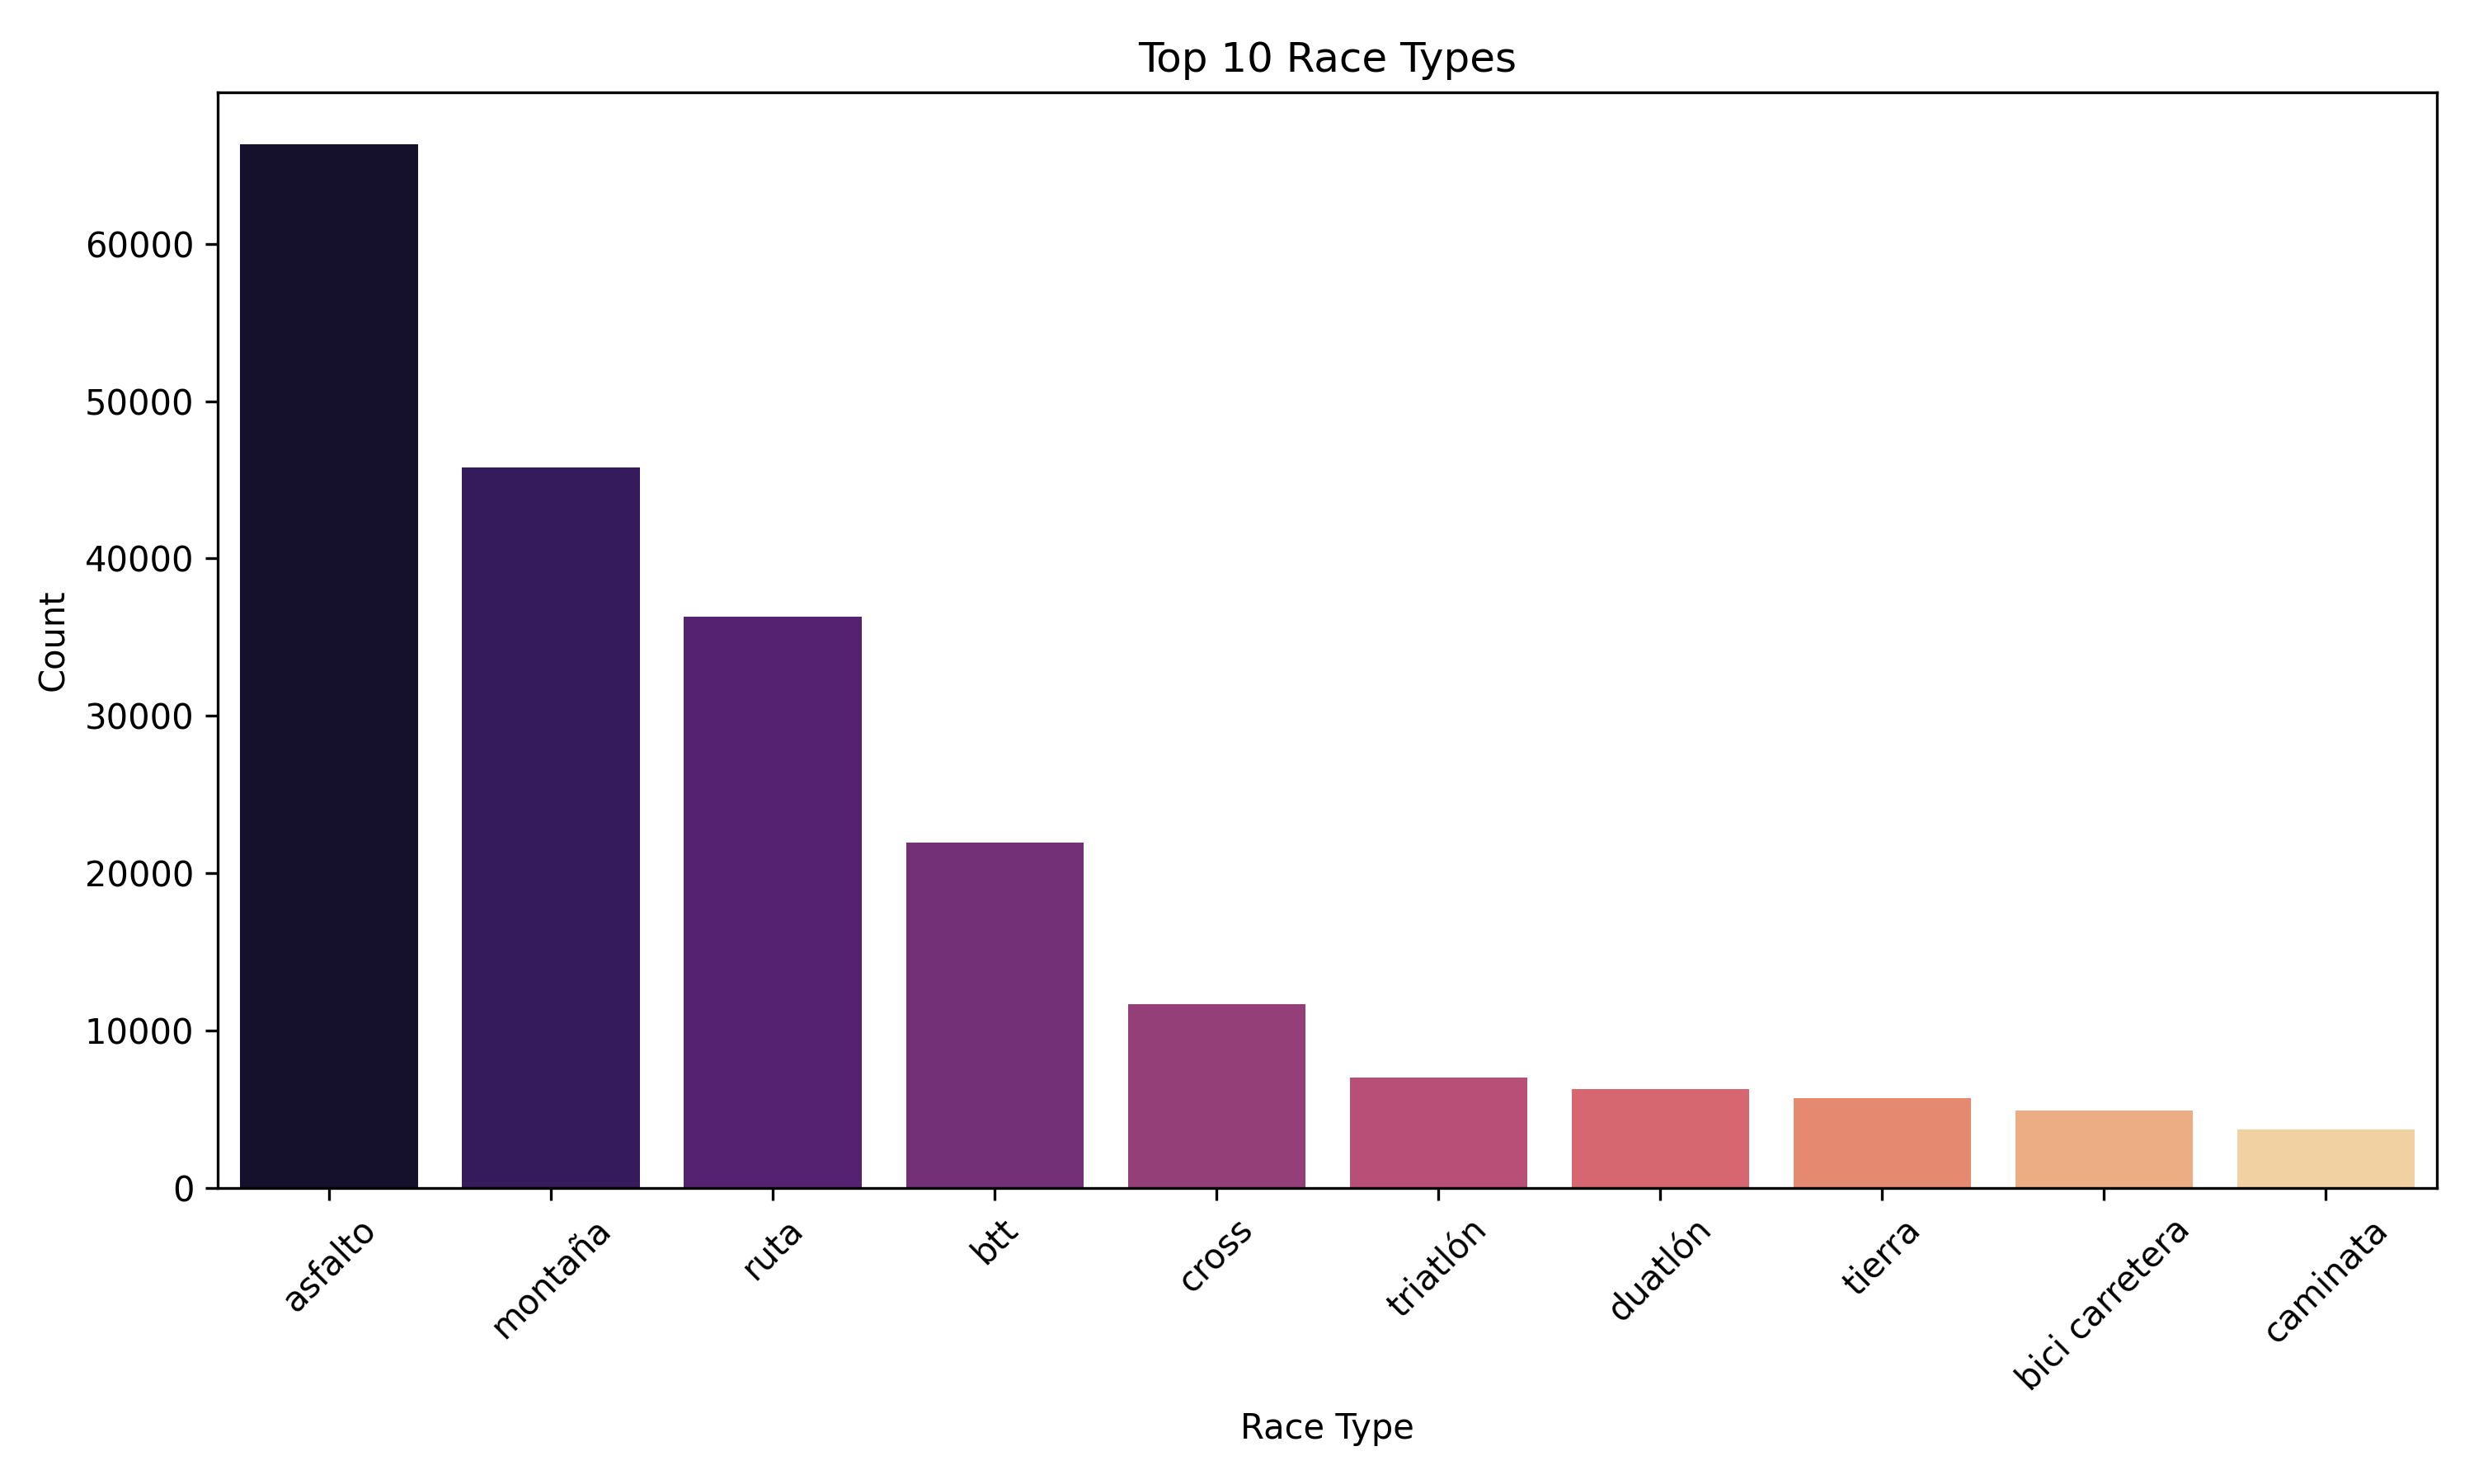 Top 10 Race Types
Count
60000
50000
40000
30000
20000
10000
0
asfalto
montaña
ruta
btt
cross
triatlón
duatlón
tierra
bici carretera
caminata
Race Type